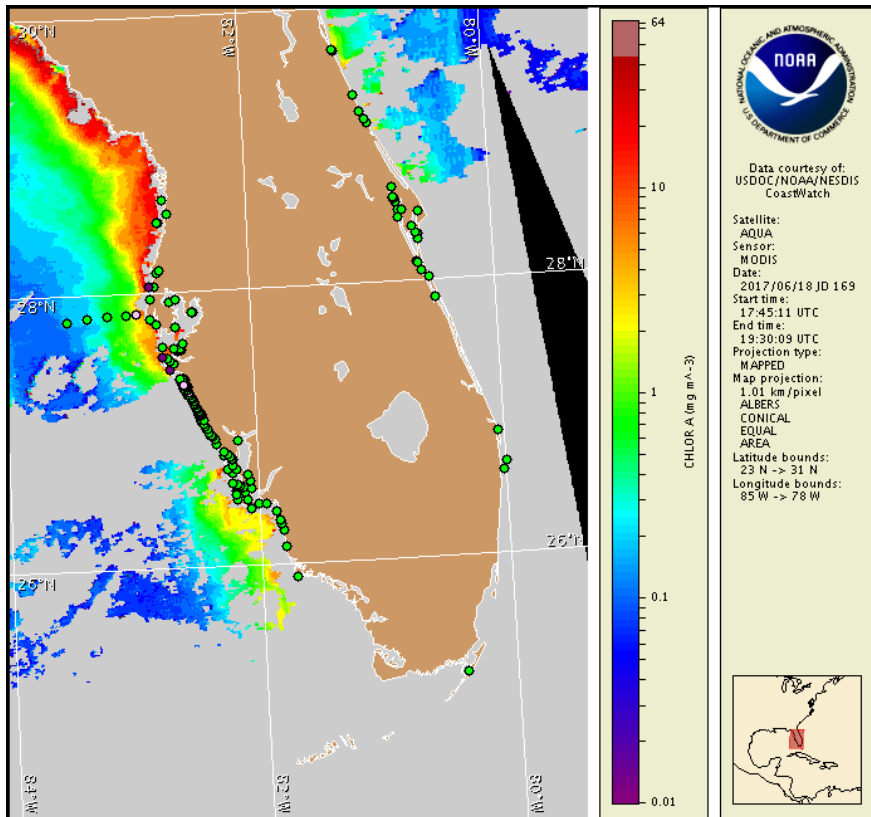 30°N
82°W
80°W
28°N
28°N
26°N
26°N
84°W
82°W
80°W
64
10
1
0.1
0.01
CHLOR A (mg m^-3)
NATIONAL OCEANIC AND ATMOSPHERIC ADMINISTRATION
NOAA
U.S. DEPARTMENT OF COMMERCE
Data courtesy of:
USDOC/NOAA/NESDIS
CoastWatch
Satellite:
AQUA
Sensor:
MODIS
Date:
2017/06/18 JD 169
Start time:
17:45:11 UTC
End time:
19:30:09 UTC
Projection type:
MAPPED
Map projection:
1.01 km/pixel
ALBERS
CONICAL
EQUAL
AREA
Latitude bounds:
23 N -> 31 N
Longitude bounds:
85 W -> 78 W